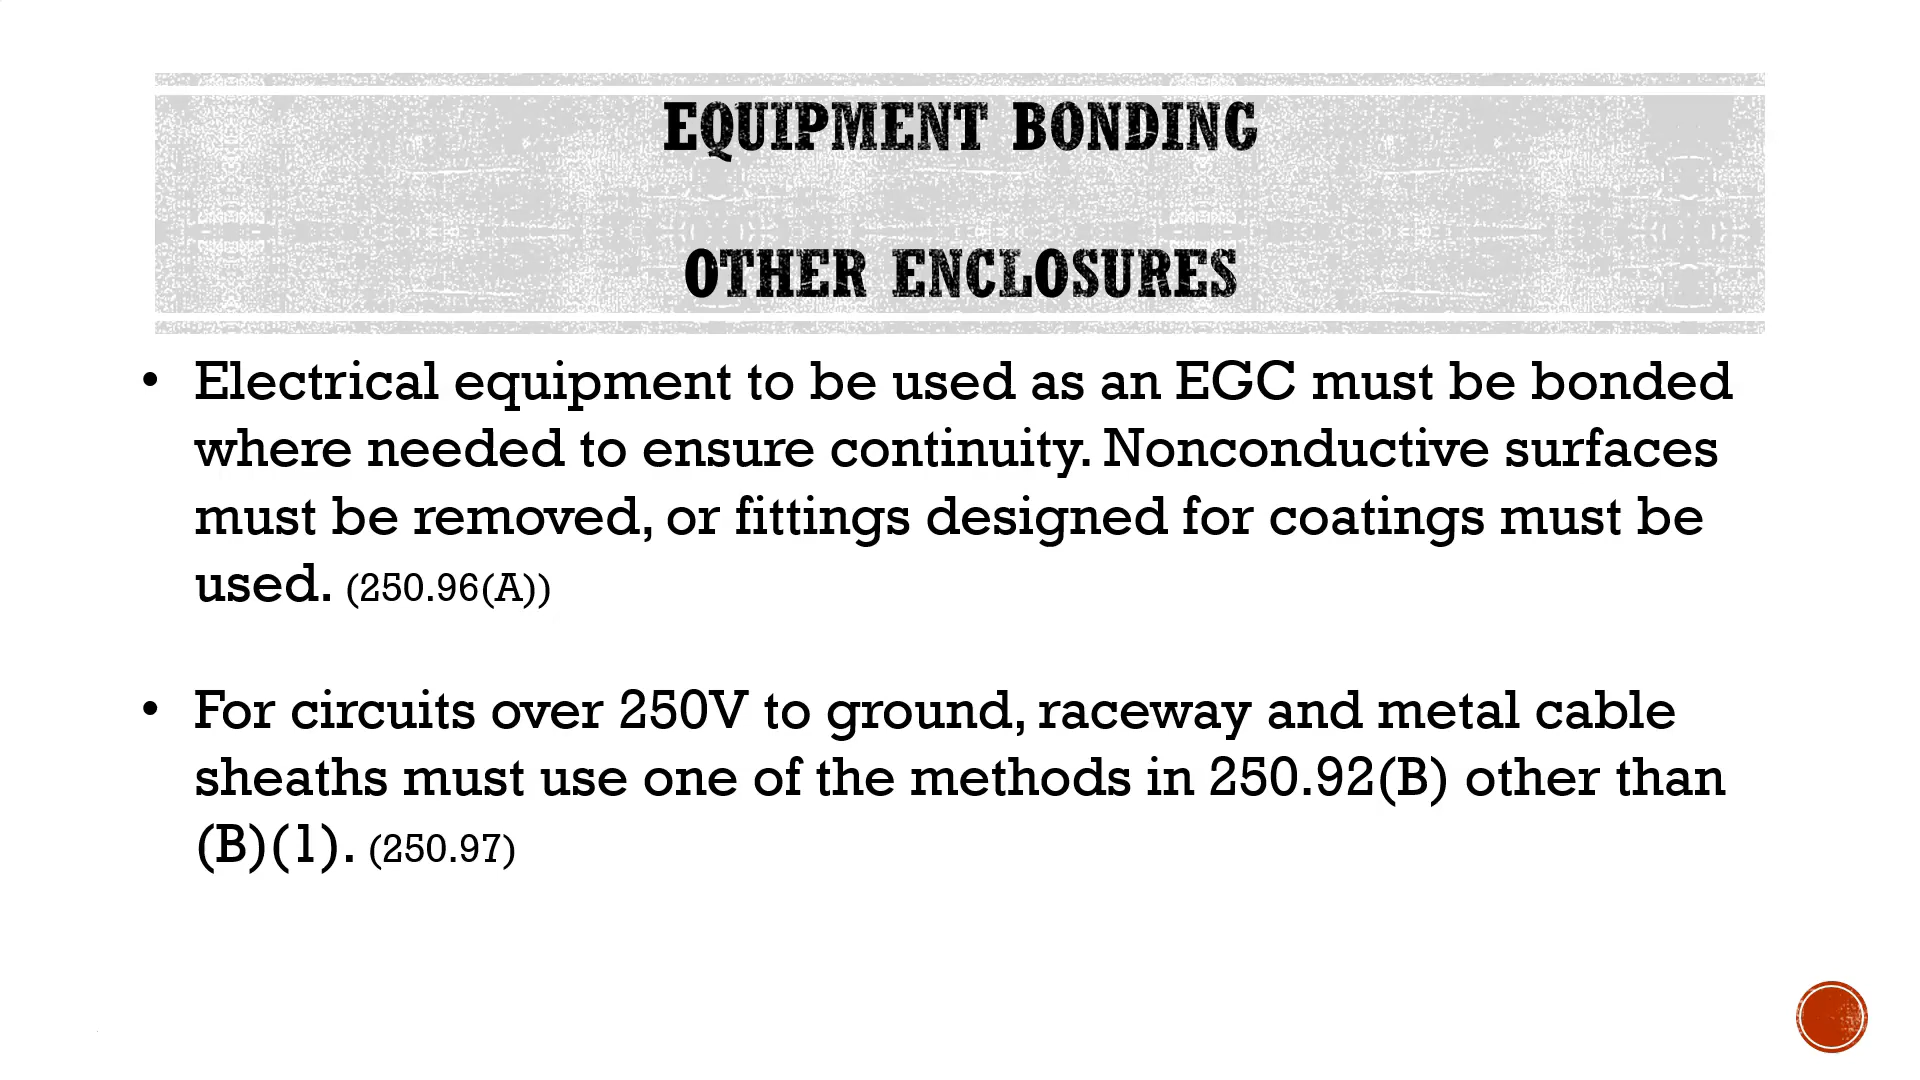 EQUIPMENT BONDING
OTHER ENCLOSURES
• Electrical equipment to be used as an EGC must be bonded
where needed to ensure continuity. Nonconductive surfaces
must be removed, or fittings designed for coatings must be
used. (250.96(A))
• For circuits over 250V to ground, raceway and metal cable
sheaths must use one of the methods in 250.92(B) other than
(B)(1). (250.97)